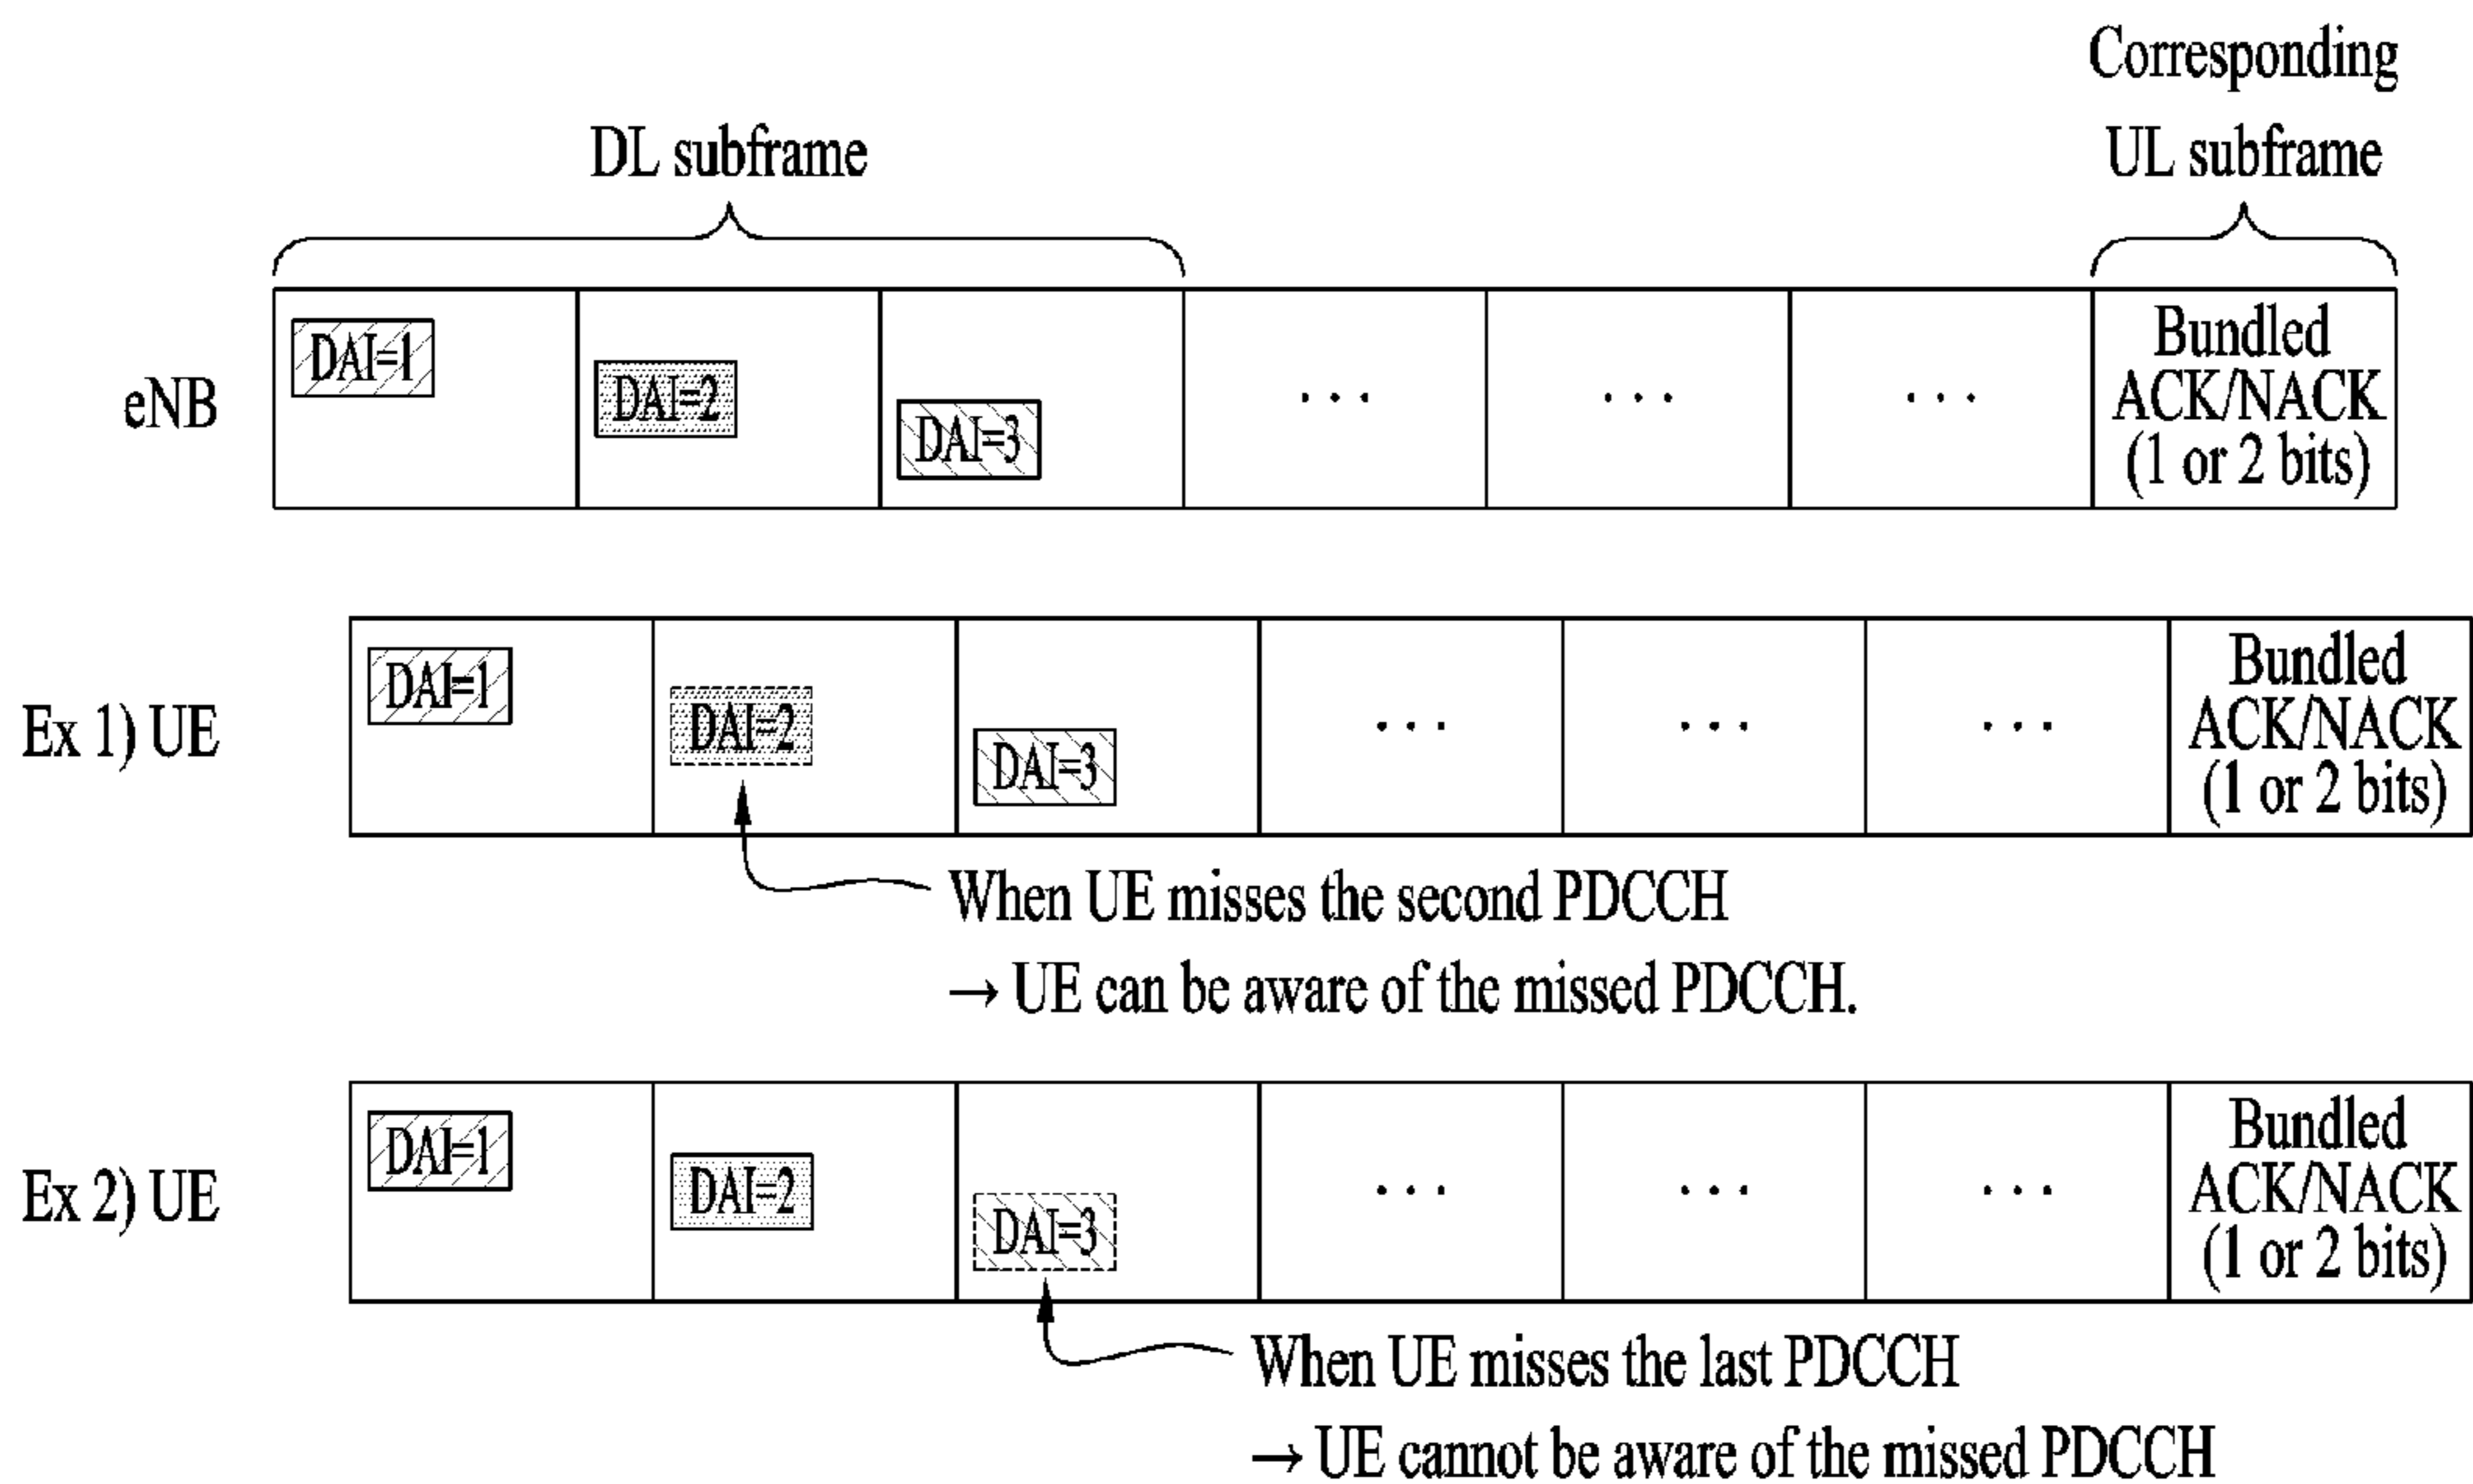 Corresponding
DL subframe
UL subframe
eNB
DAI=1
DAI=2
DAI=3
...
...
...
Bundled
ACK/NACK
(1 or 2 bits)
Ex 1) UE
DAI=1
DAI=2
DAI=3
...
...
...
Bundled
ACK/NACK
(1 or 2 bits)
When UE misses the second PDCCH
→ UE can be aware of the missed PDCCH.
Ex 2) UE
DAI=1
DAI=2
DAI=3
...
...
...
Bundled
ACK/NACK
(1 or 2 bits)
When UE misses the last PDCCH
→ UE cannot be aware of the missed PDCCH